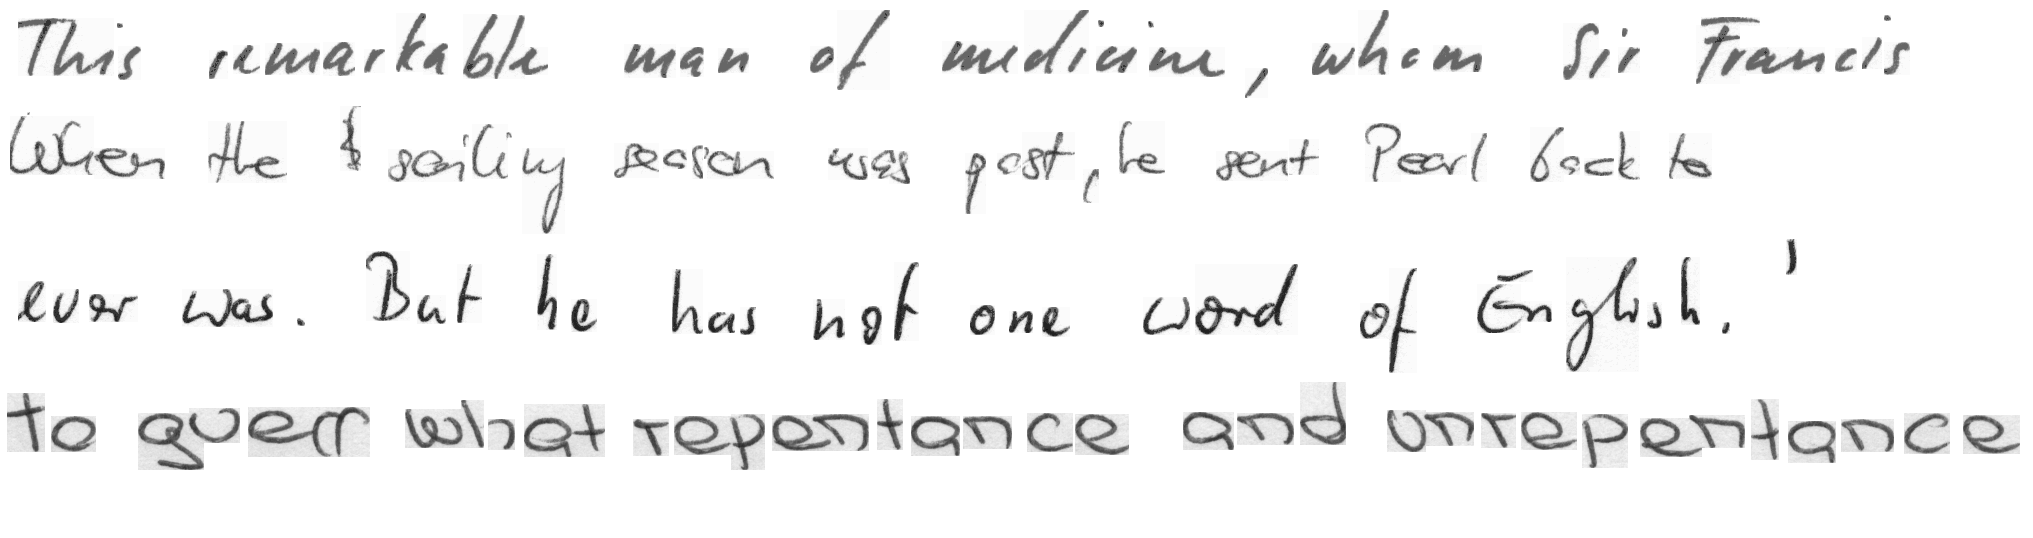 This remarkable man of medicine, whom Sir Francis
When the sailing season was past, he sent Pearl back to
ever was. But he has not one word of English.'
to guess what repentance and unrepentance